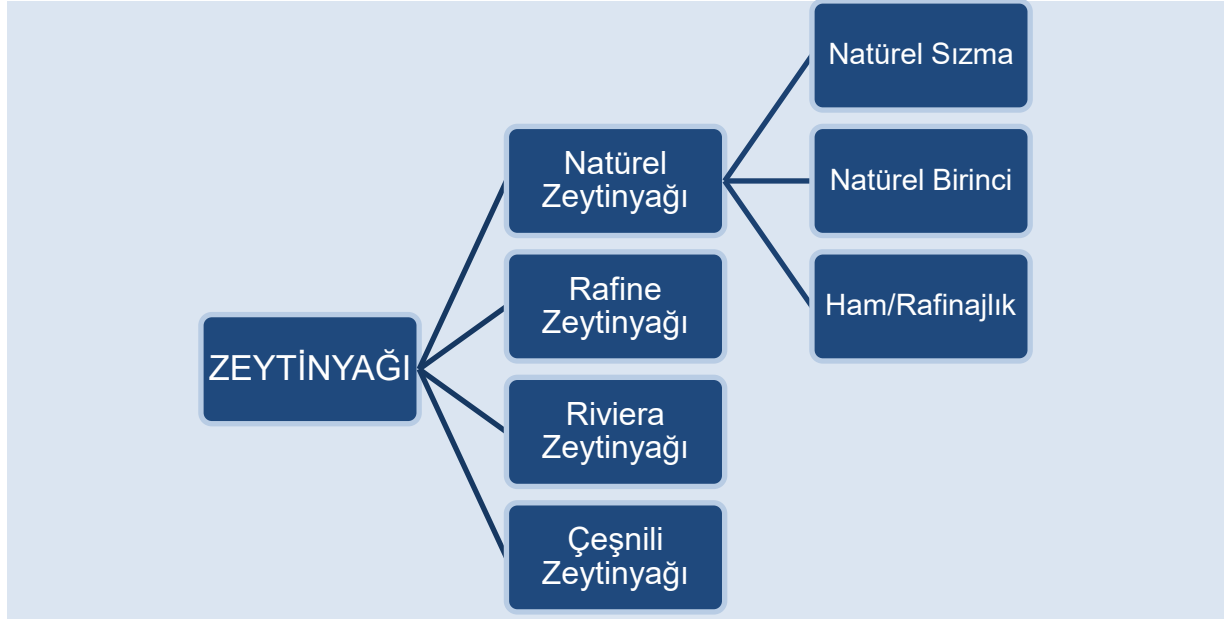 ZEYTİNYAĞI
Natürel
Zeytinyağı
Natürel Sızma
Natürel Birinci
Ham/Rafinajlık
Rafine
Zeytinyağı
Riviera
Zeytinyağı
Çeşnili
Zeytinyağı